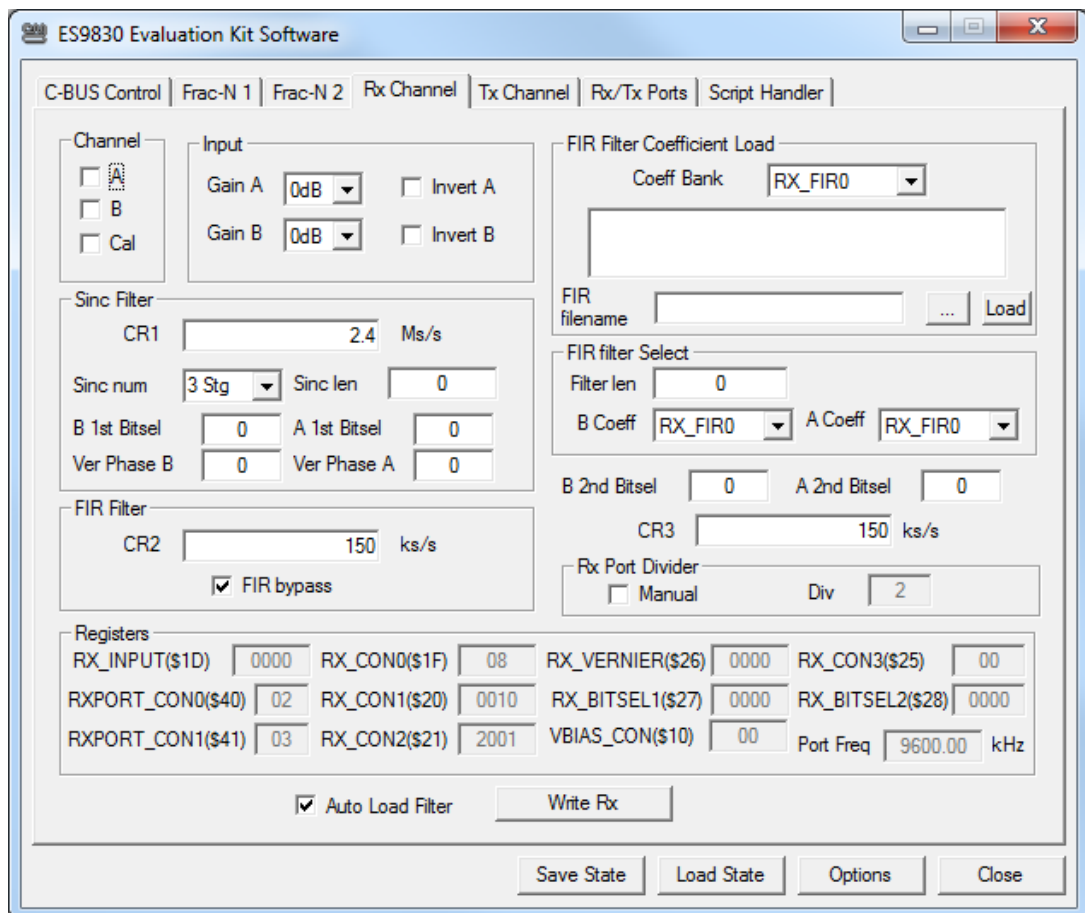 ES9830 Evaluation Kit Software
C-BUS Control Frac-N 1 Frac-N 2 Rx Channel Tx Channel Rx/Tx Ports Script Handler
Channel
A
B
Cal
Input
Gain A 0dB Invert A
Gain B 0dB Invert B
FIR Filter Coefficient Load
Coeff Bank RX_FIR0
FIR
filename ... Load
Sinc Filter
CR1 2.4 Ms/s
Sinc num 3 Stg Sinc len 0
B 1st Bitsel 0 A 1st Bitsel 0
Ver Phase B 0 Ver Phase A 0
FIR filter Select
Filter len 0
B Coeff RX_FIR0 A Coeff RX_FIR0
B 2nd Bitsel 0 A 2nd Bitsel 0
CR3 150 ks/s
FIR Filter
CR2 150 ks/s
FIR bypass
Rx Port Divider
Manual Div 2
Registers
RX_INPUT($1D) 0000 RX_CON0($1F) 08 RX_VERNIER($26) 0000 RX_CON3($25) 00
RXPORT_CON0($40) 02 RX_CON1($20) 0010 RX_BITSEL1($27) 0000 RX_BITSEL2($28) 0000
RXPORT_CON1($41) 03 RX_CON2($21) 2001 VBIAS_CON($10) 00 Port Freq 9600.00 kHz
Auto Load Filter Write Rx
Save State Load State Options Close